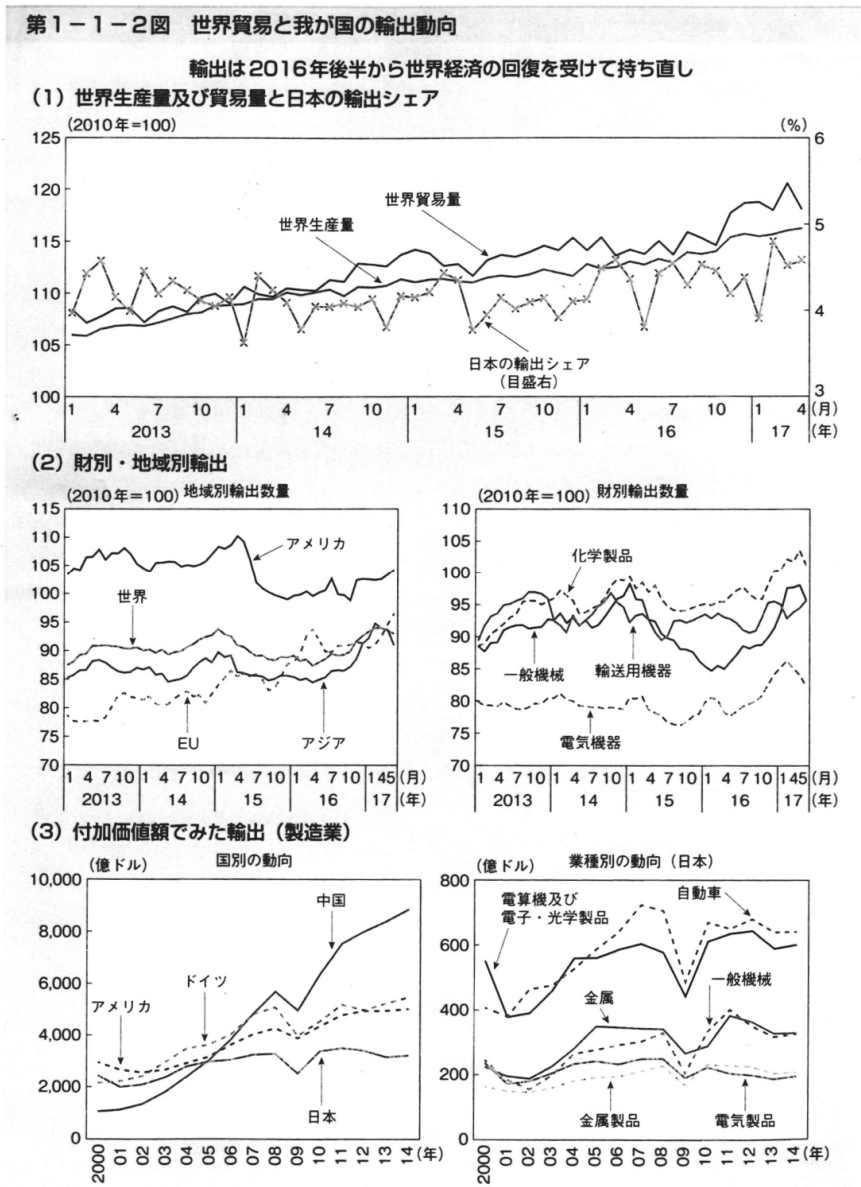 第1−1−2図 世界貿易と我が国の輸出動向
輸出は2016年後半から世界経済の回復を受けて持ち直し
(1)世界生産量及び貿易量と日本の輸出シェア
(2010年=100)
(%)
125
120
115
110
105
100
6
5
4
3
世界貿易量
世界生産量
日本の輸出シェア
(目盛右)
1 4 7 10 1 4 7 10 1 4 7 10 1 4 7 10 1 4 (月)
2013 14 15 16 17 (年)
(2)財別・地域別輸出
(2010年=100) 地域別輸出数量
115
110
105
100
95
90
85
80
75
70
アメリカ
世界
EU
アジア
1 4 7 10 1 4 7 10 1 4 7 10 1 4 7 10 1 45 (月)
2013 14 15 16 17 (年)
(2010年=100) 財別輸出数量
110
105
100
95
90
85
80
75
70
化学製品
一般機械
輸送用機器
電気機器
1 4 7 10 1 4 7 10 1 4 7 10 1 4 7 10 1 45 (月)
2013 14 15 16 17 (年)
(3)付加価値額でみた輸出(製造業)
(億ドル)
国別の動向
10,000
8,000
6,000
4,000
2,000
0
中国
ドイツ
アメリカ
日本
2000 01 02 03 04 05 06 07 08 09 10 11 12 13 14 (年)
(億ドル)
業種別の動向(日本)
800
600
400
200
0
電算機及び
電子・光学製品
自動車
一般機械
金属
金属製品
電気製品
2000 01 02 03 04 05 06 07 08 09 10 11 12 13 14 (年)